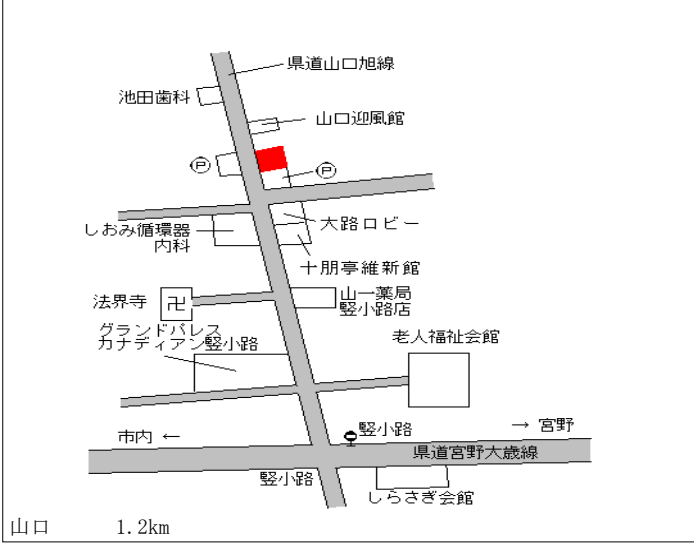 県道山口旭線
池田歯科
山口迎風館
P
P
大路ロビー
しおみ循環器
内科
十朋亭維新館
法界寺
卍
山一薬局
竪小路店
グランドパレス
カナディアン竪小路
老人福祉会館
竪小路
→ 宮野
市内 ←
県道宮野大歳線
竪小路
しらさぎ会館
山口 1.2km